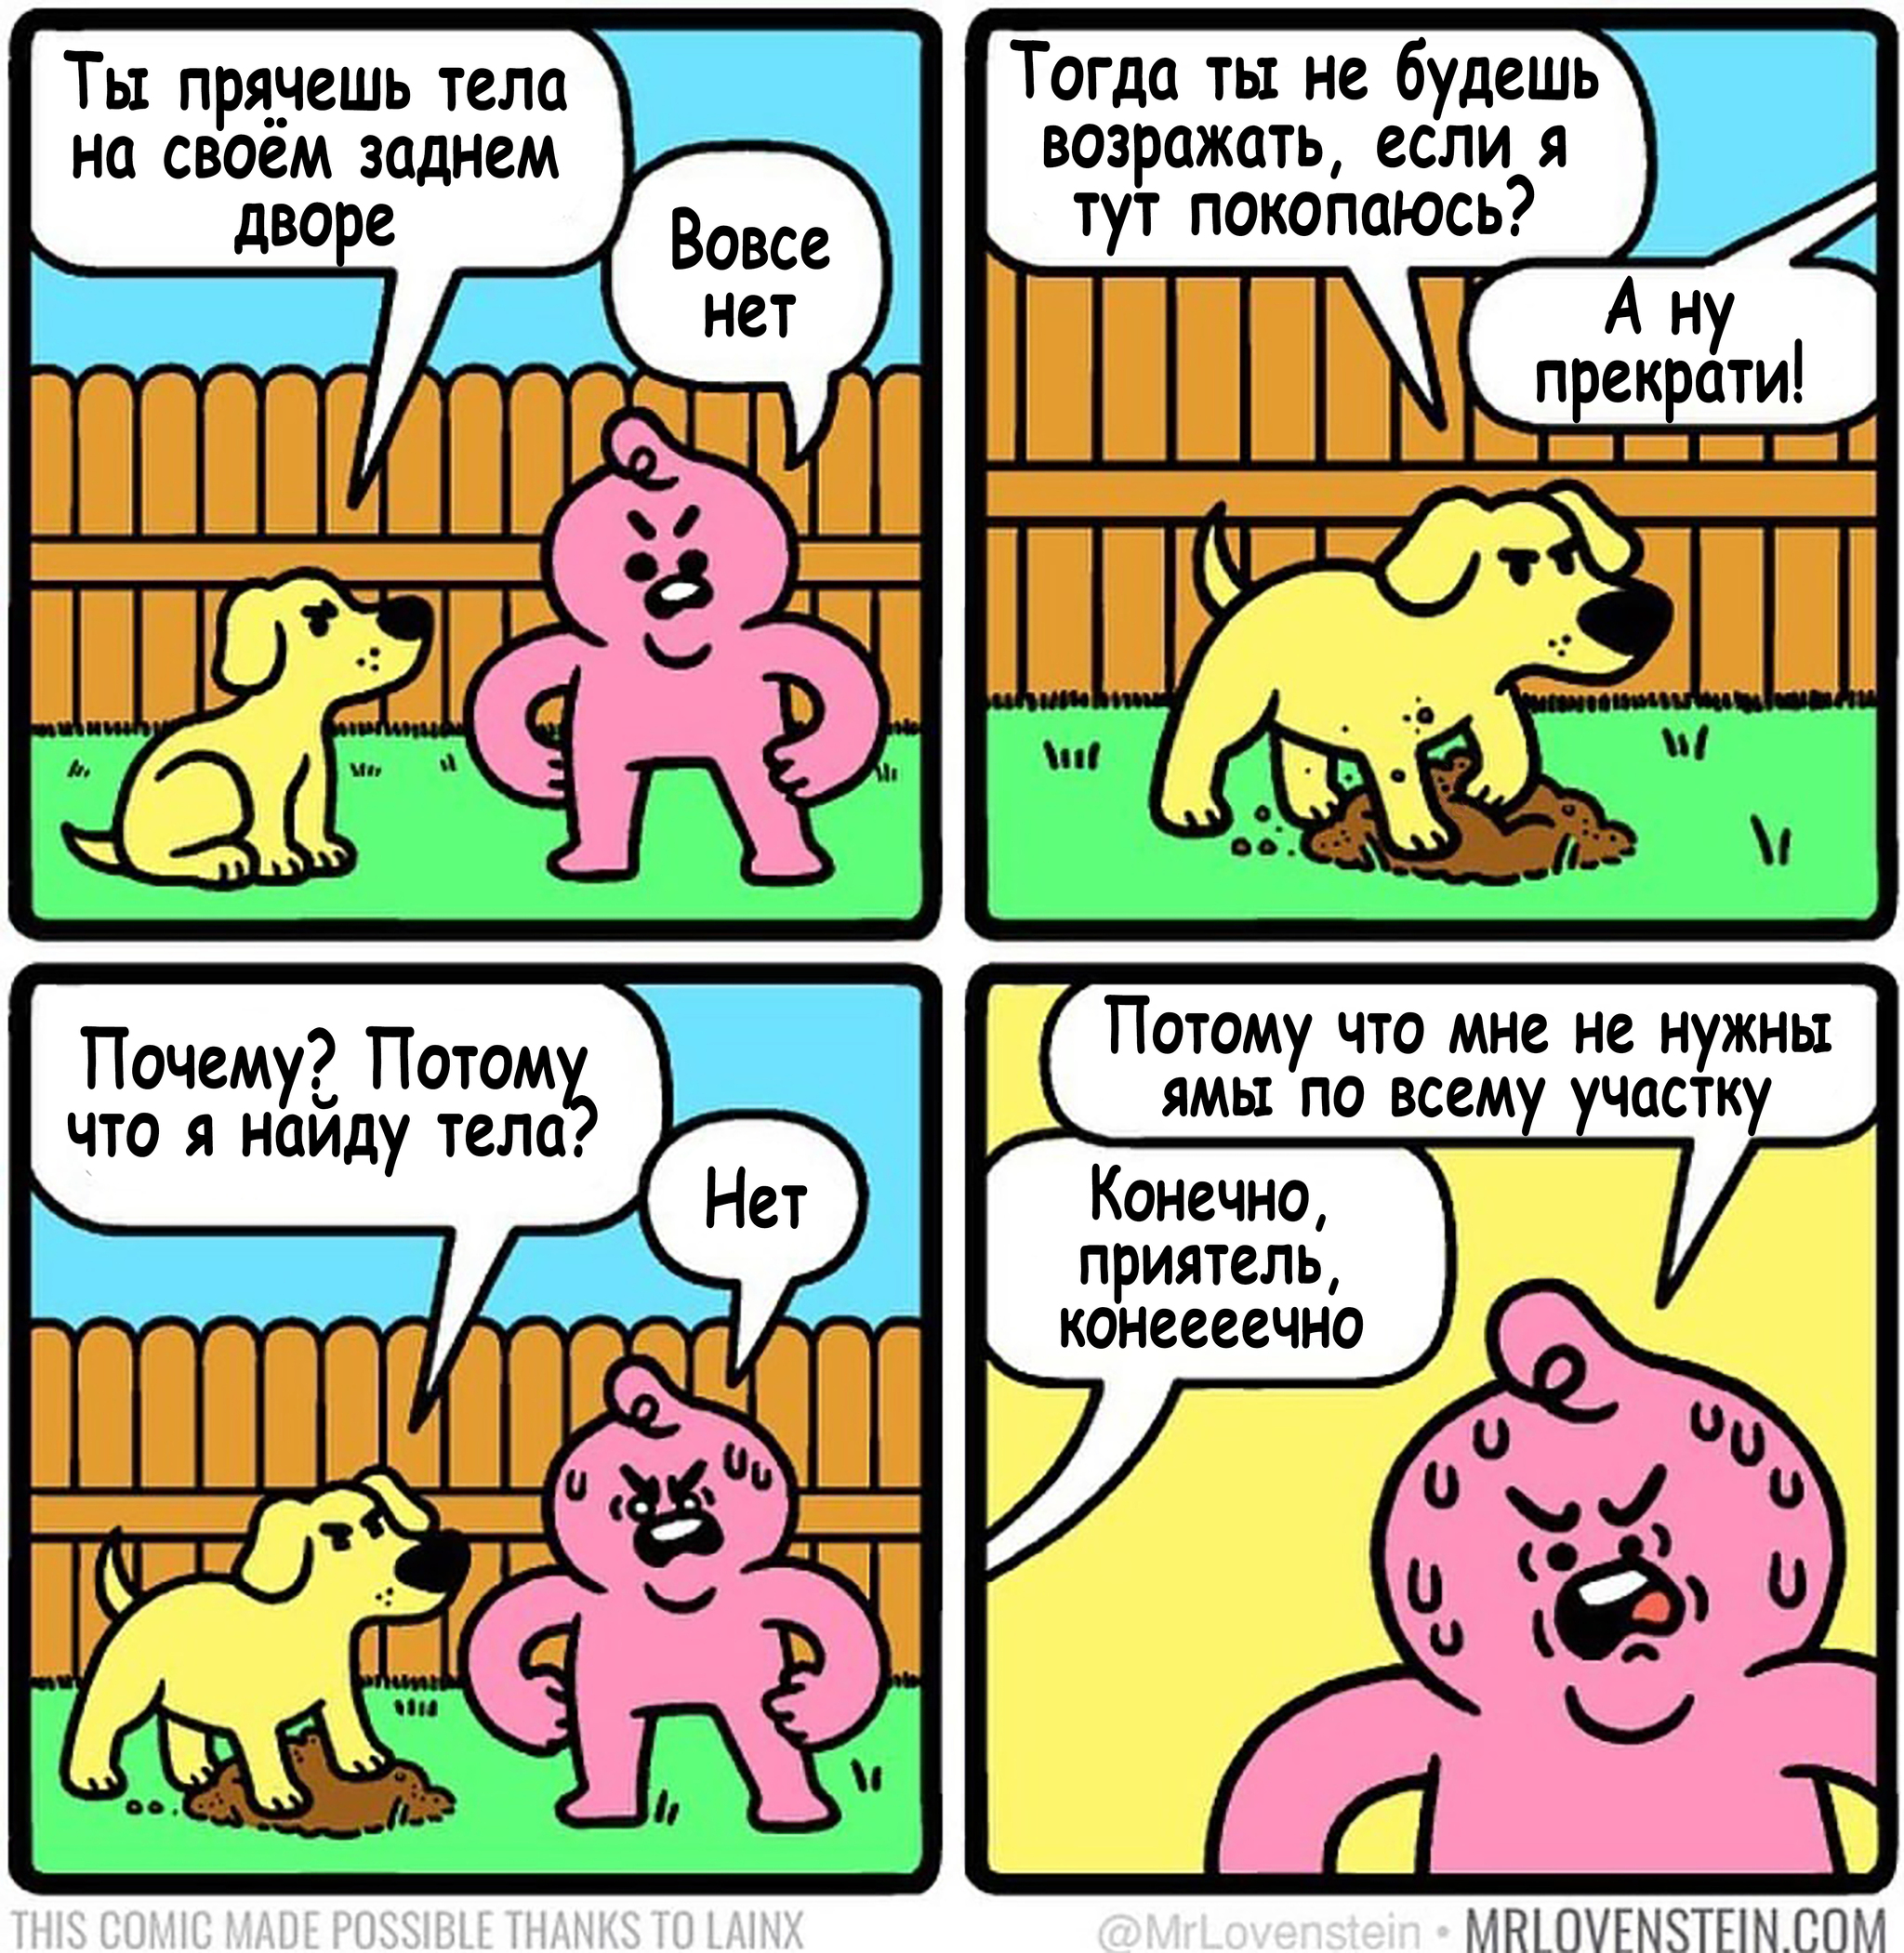 Ты прячешь тела
на своём заднем
дворе
Вовсе
нет
Тогда ты не будешь
возражать, если я
тут покопаюсь?
А ну
прекрати!
Почему? Потому
что я найду тела?
Нет
Потому что мне не нужны
ямы по всему участку
Конечно,
приятель,
конееееечно
THIS COMIC MADE POSSIBLE THANKS TO LAINX
@MrLovenstein • MRLOVENSTEIN.COM